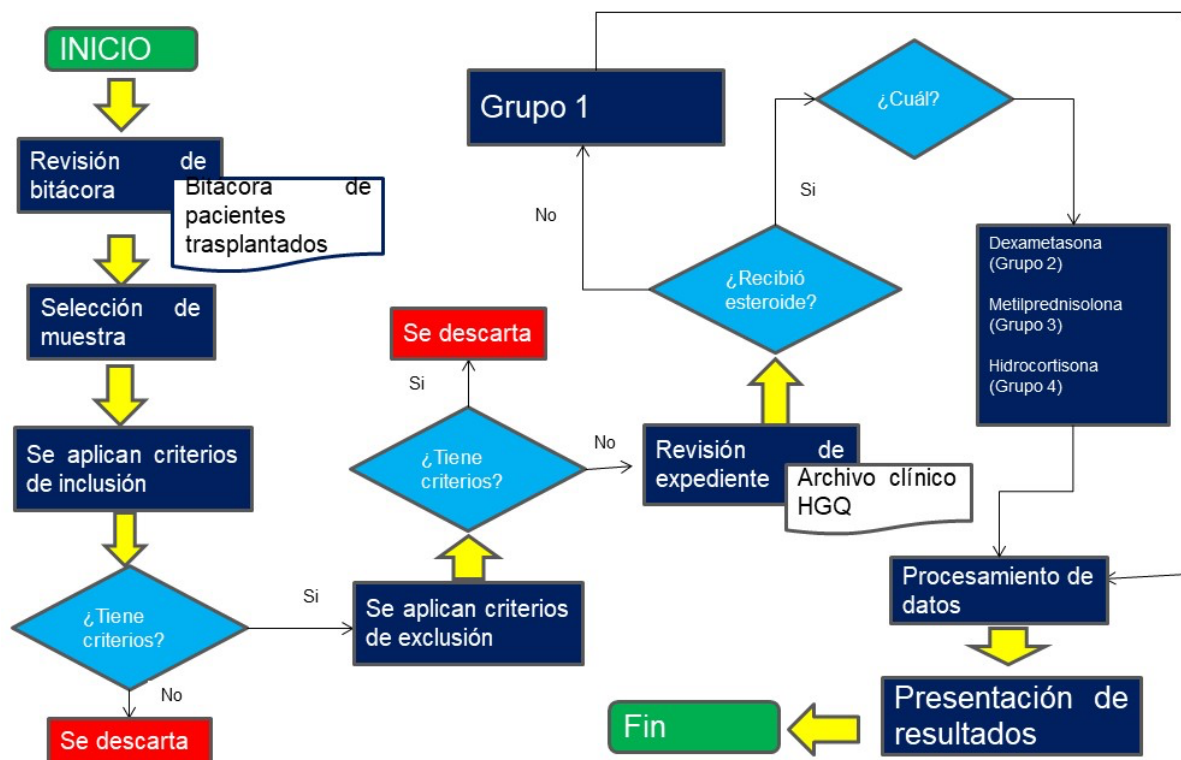 INICIO
Revisión de
bitácora
Bitácora de
pacientes
trasplantados
Selección de
muestra
Se aplican criterios
de inclusión
¿Tiene
criterios?
No
Se descarta
Si
Se aplican criterios
de exclusión
¿Tiene
criterios?
Si
Se descarta
No
Revisión de
expediente
Archivo clínico
HGQ
¿Recibió
esteroide?
No
Grupo 1
Si
¿Cuál?
Dexametasona
(Grupo 2)
Metilprednisolona
(Grupo 3)
Hidrocortisona
(Grupo 4)
Procesamiento de
datos
Presentación de
resultados
Fin